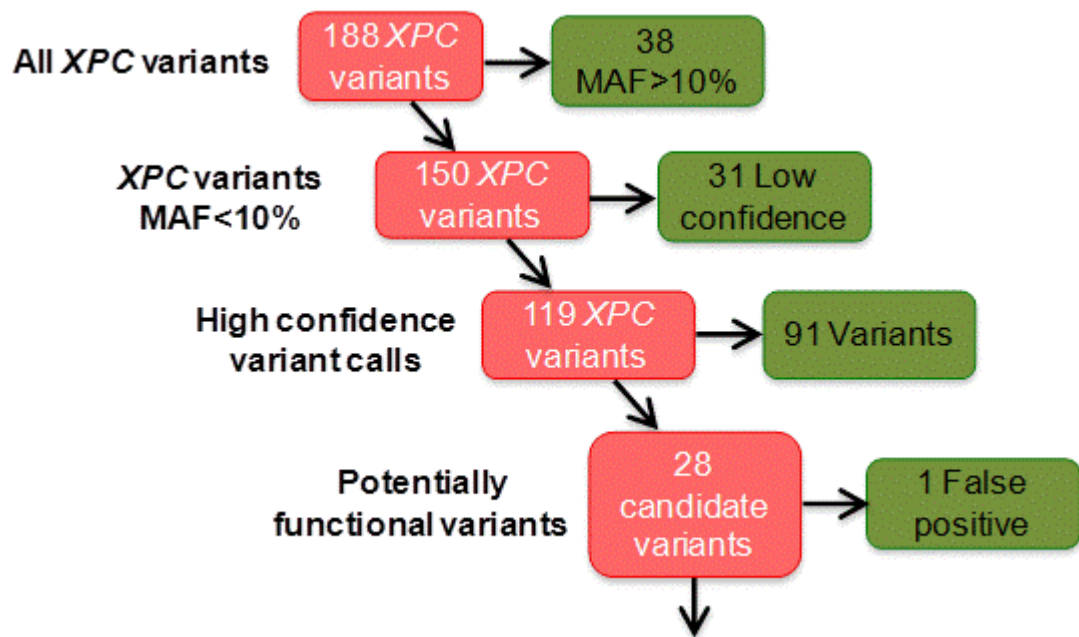 All XPC variants
188 XPC
variants
38
MAF>10%
XPC variants
MAF<10%
150 XPC
variants
31 Low
confidence
High confidence
variant calls
119 XPC
variants
91 Variants
Potentially
functional variants
28
candidate
variants
1 False
positive